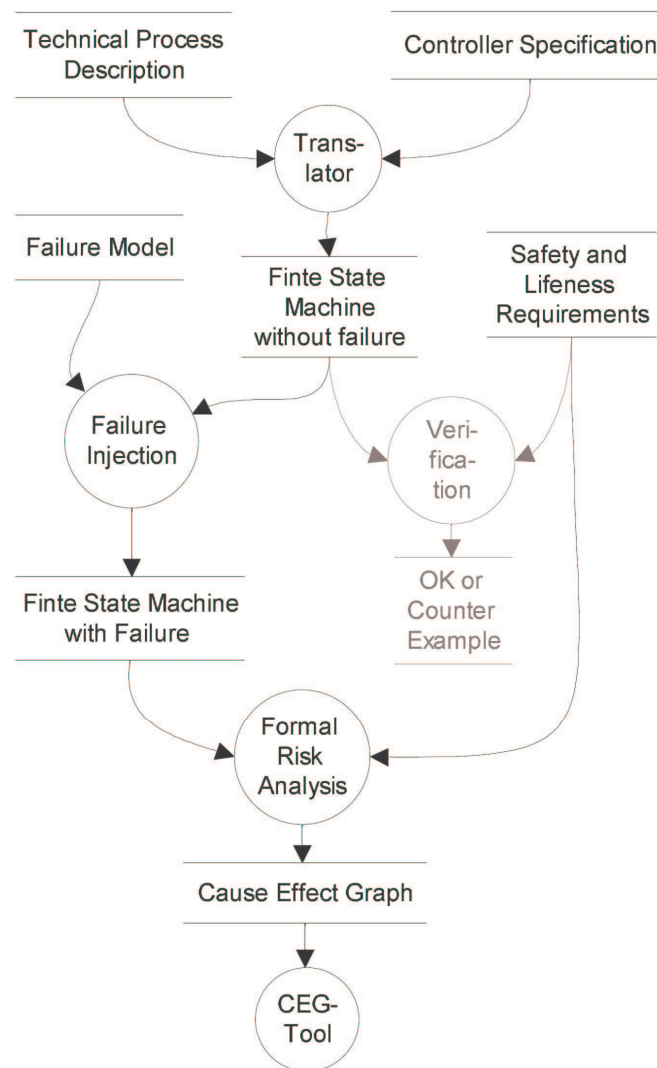 Technical Process
Description
Controller Specification
Trans-
lator
Failure Model
Finte State
Machine
without failure
Safety and
Lifeness
Requirements
Failure
Injection
Veri-
fica-
tion
Finte State Machine
with Failure
OK or
Counter
Example
Formal
Risk
Analysis
Cause Effect Graph
CEG-
Tool